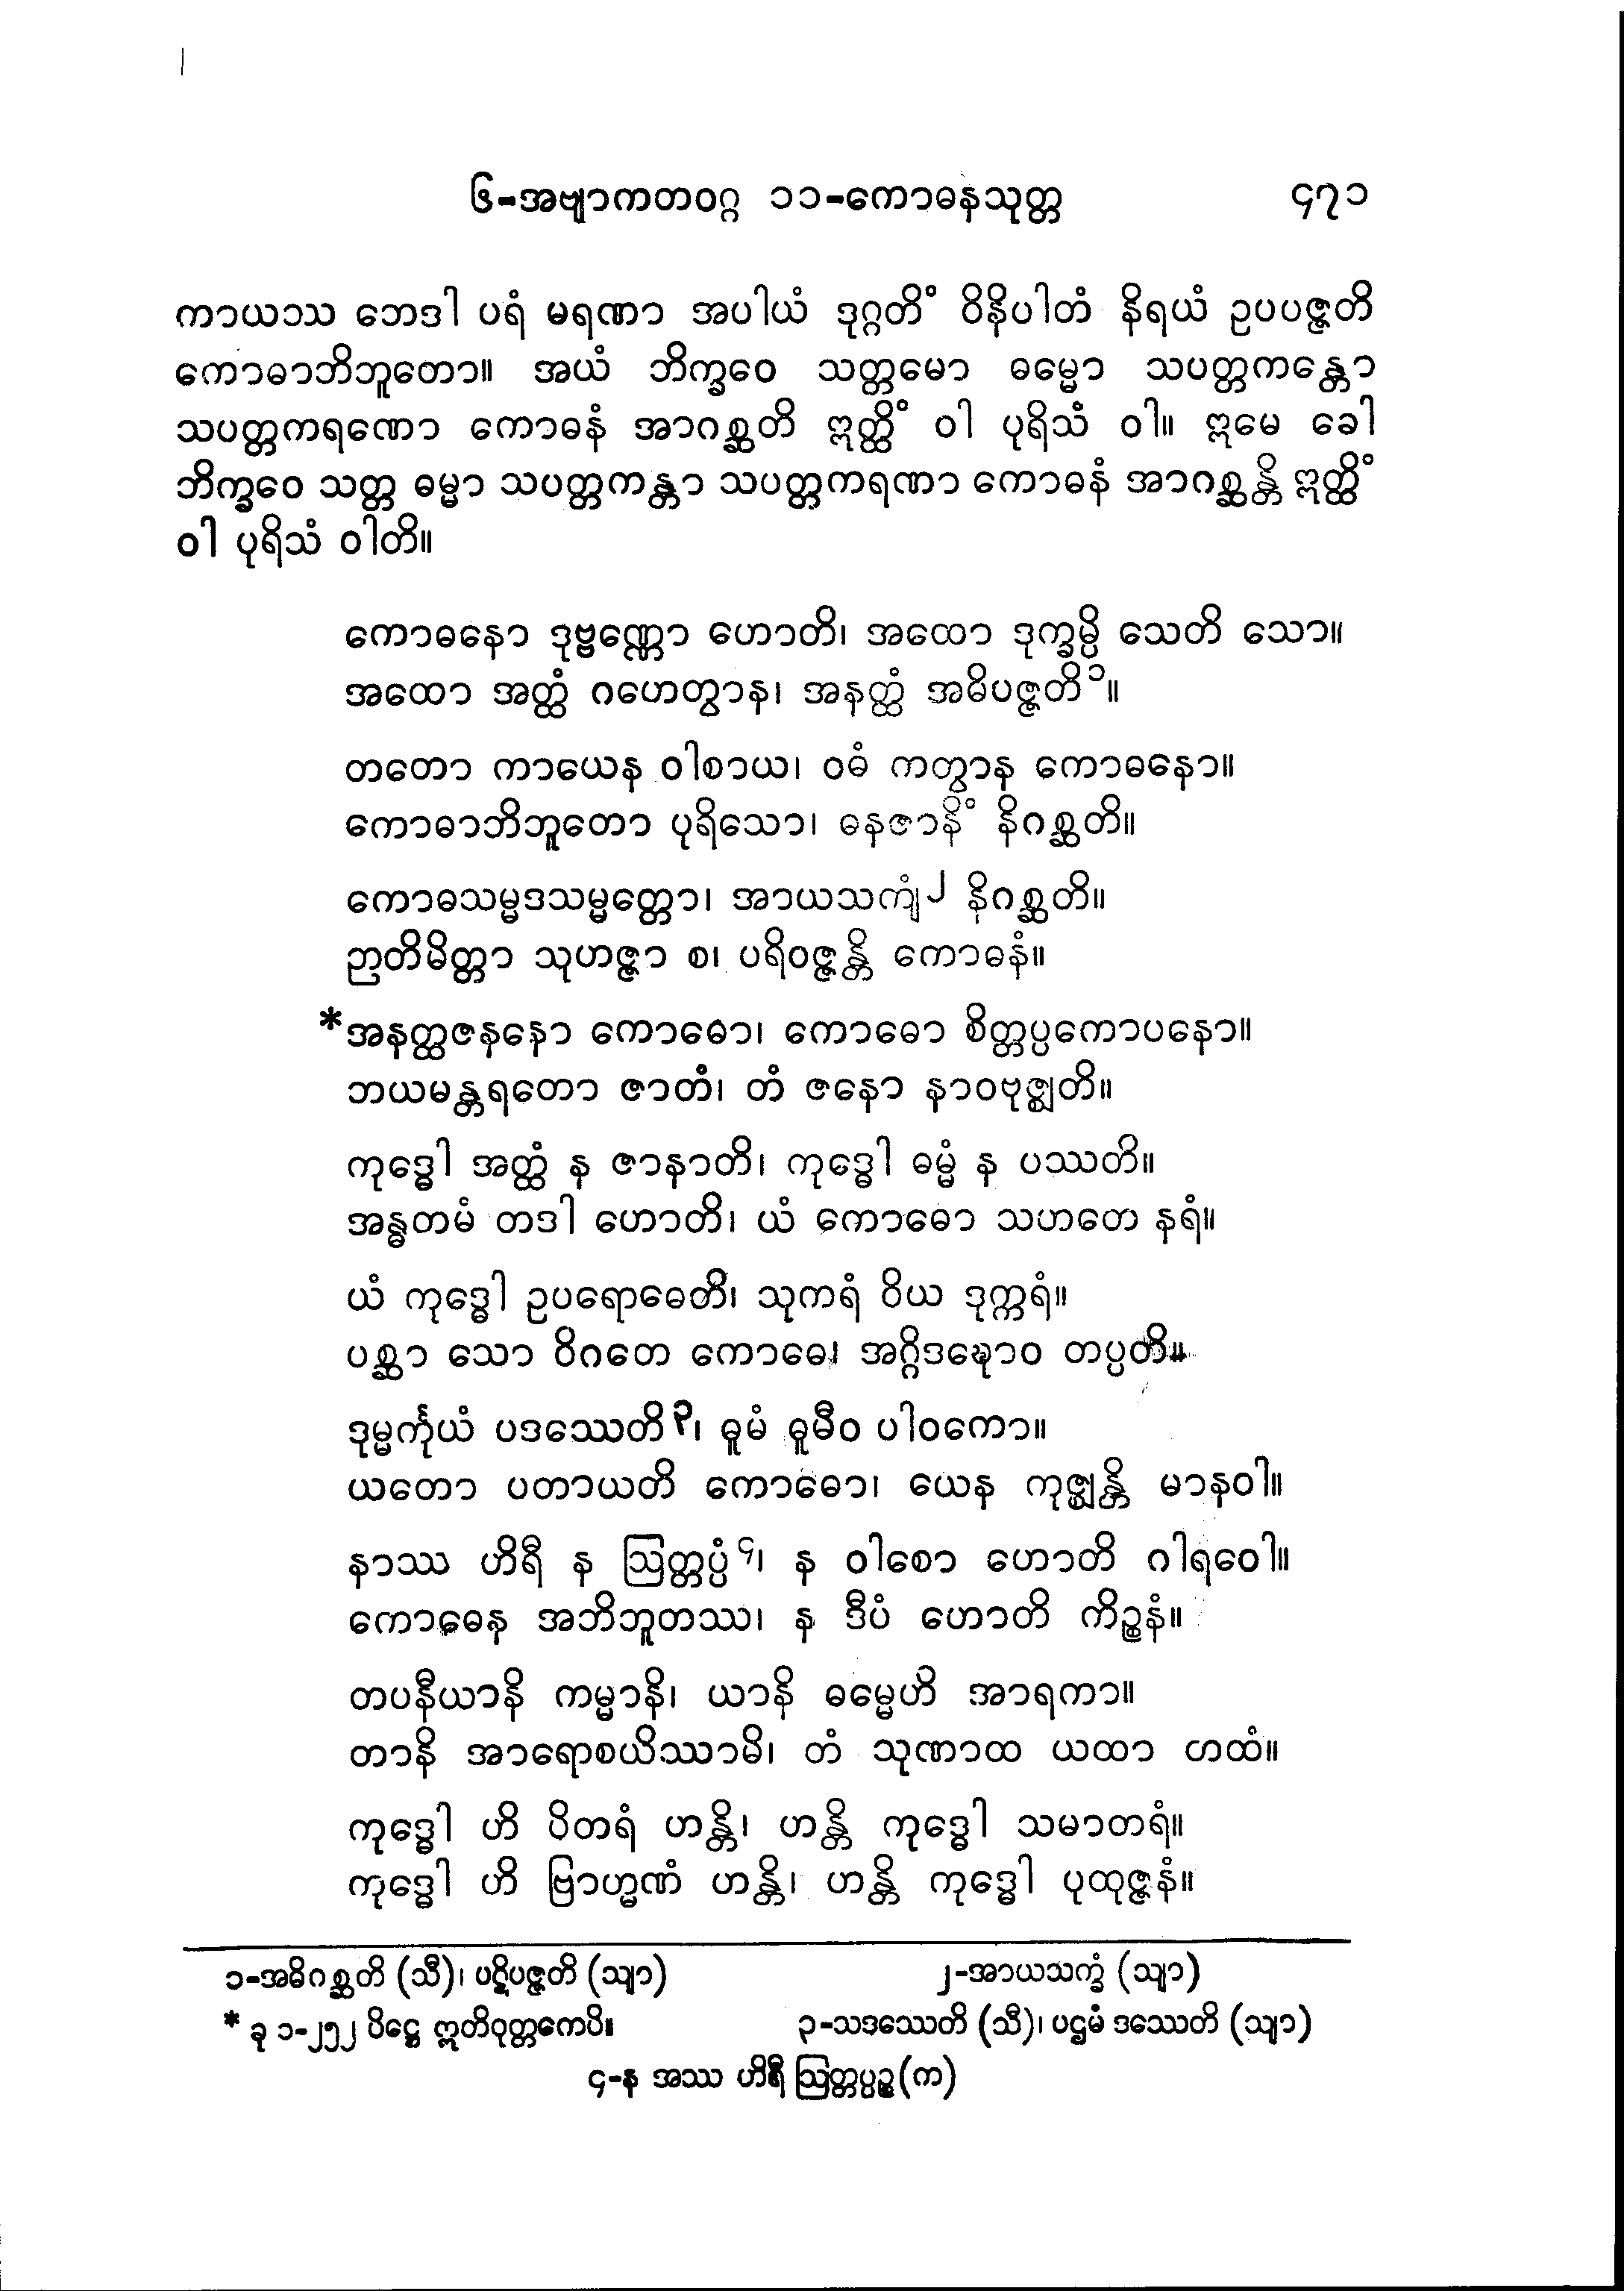 ၆-အဗျာကတဝဂ္ဂ ၁၁-ကောဓနသုတ္တ ၄၇၁
ကာယဿ ဘေဒါ ပရံ မရဏာ အပါယံ ဒုဂ္ဂတိံ ဝိနိပါတံ နိရယံ ဥပပဇ္ဇတိ
ကောဓာဘိဘူတော။ အယံ ဘိက္ခဝေ သတ္တမော ဓမ္မော သပတ္တကန္တော
သပတ္တကရဏော ကောဓနံ အာဂစ္ဆတိ ဣတ္ထိံ ဝါ ပုရိသံ ဝါ။ ဣမေ ခေါ
ဘိက္ခဝေ သတ္တ ဓမ္မာ သပတ္တကန္တာ သပတ္တကရဏာ ကောဓနံ အာဂစ္ဆန္တိ ဣတ္ထိံ
ဝါ ပုရိသံ ဝါတိ။
ကောဓနော ဒုဗ္ဗဏ္ဏော ဟောတိ၊ အထော ဒုက္ခမ္ပိ သေတိ သော။
အထော အတ္ထံ ဂဟေတွာန၊ အနတ္ထံ အဓိပဇ္ဇတိ ၁။
တတော ကာယေန ဝါစာယ၊ ဝဓံ ကတွာန ကောဓနော။
ကောဓာဘိဘူတော ပုရိသော၊ ဓနဇာနိံ နိဂစ္ဆတိ။
ကောဓသမ္မဒသမ္မတ္တော၊ အာယသကျံ ၂ နိဂစ္ဆတိ။
ဉာတိမိတ္တာ သုဟဇ္ဇာ စ၊ ပရိဝဇ္ဇန္တိ ကောဓနံ။
*အနတ္ထဇနနော ကောဓော၊ ကောဓော စိတ္တပ္ပကောပနော။
ဘယမန္တရတော ဇာတံ၊ တံ ဇနော နာဝဗုဇ္ဈတိ။
ကုဒ္ဓေါ အတ္ထံ န ဇာနာတိ၊ ကုဒ္ဓေါ ဓမ္မံ န ပဿတိ။
အန္ဓတမံ တဒါ ဟောတိ၊ ယံ ကောဓော သဟတေ နရံ။
ယံ ကုဒ္ဓေါ ဥပရောဓေတိ၊ သုကရံ ဝိယ ဒုက္ကရံ။
ပစ္ဆာ သော ဝိဂတေ ကောဓေ၊ အဂ္ဂိဒဍ္ဎောဝ တပ္ပတိ။
ဒုမ္မင်္ကုယံ ပဒဿေတိ ၃၊ ဓူမံ ဓူမီဝ ပါဝကော။
ယတော ပတာယတိ ကောဓော၊ ယေန ကုဇ္ဈန္တိ မာနဝါ။
နာဿ ဟိရီ န ဩတ္တပ္ပံ ၄၊ န ဝါစော ဟောတိ ဂါရဝေါ။
ကောဓေန အဘိဘူတဿ၊ န ဒီပံ ဟောတိ ကိဉ္စနံ။
တပနီယာနိ ကမ္မာနိ၊ ယာနိ ဓမ္မေဟိ အာရကာ။
တာနိ အာရောစယိဿာမိ၊ တံ သုဏာထ ယထာ တထံ။
ကုဒ္ဓေါ ဟိ ပိတရံ ဟန္တိ၊ ဟန္တိ ကုဒ္ဓေါ သမာတရံ။
ကုဒ္ဓေါ ဟိ ဗြာဟ္မဏံ ဟန္တိ၊ ဟန္တိ ကုဒ္ဓေါ ပုထုဇ္ဇနံ။
၁-အဓိဂစ္ဆတိ (သီ)၊ ပဋိပဇ္ဇတိ (သျာ) ၂-အာယသက္ခံ (သျာ)
* ခု ၁-၂၅၂ ပိဋ္ဌေ ဣတိဝုတ္တကေပိ။ ၃-သဒဿေတိ (သီ)၊ ပဌမံ ဒဿေတိ (သျာ)
၄-န အဿ ဟိရီ ဩတ္တပ္ပဉ္စ (က)